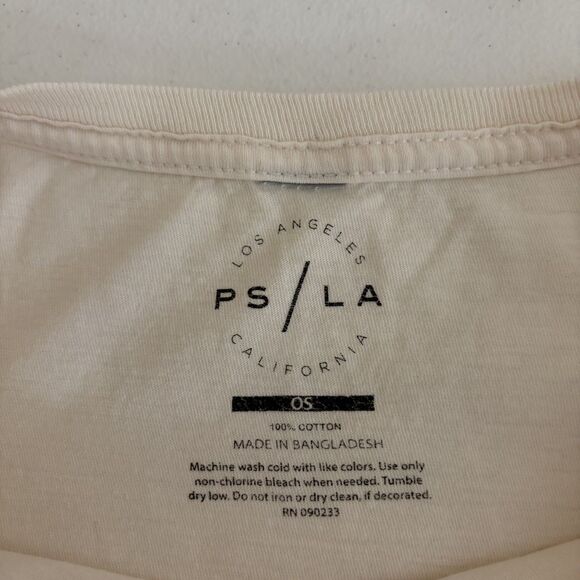 LOS ANGELES
PS/LA
CALIFORNIA
OS
100% COTTON
MADE IN BANGLADESH
Machine wash cold with like colors. Use only
non-chlorine bleach when needed. Tumble
dry low. Do not iron or dry clean, if decorated.
RN 090233